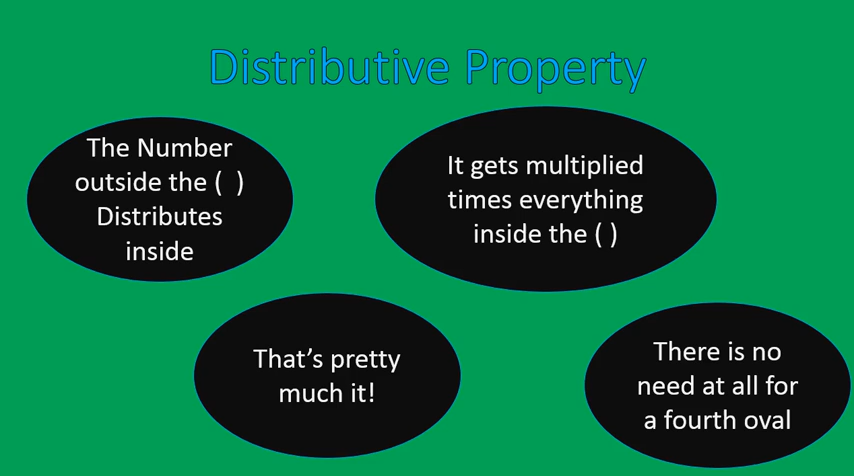 Distributive Property
The Number
outside the (  )
Distributes
inside
It gets multiplied
times everything
inside the ( )
That’s pretty
much it!
There is no
need at all for
a fourth oval